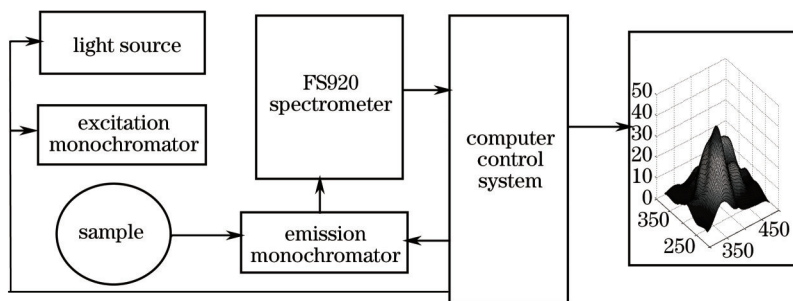 light source
excitation
monochromator
sample
FS920
spectrometer
emission
monochromator
computer
control
system
50
40
30
20
10
0
350
250
350
450